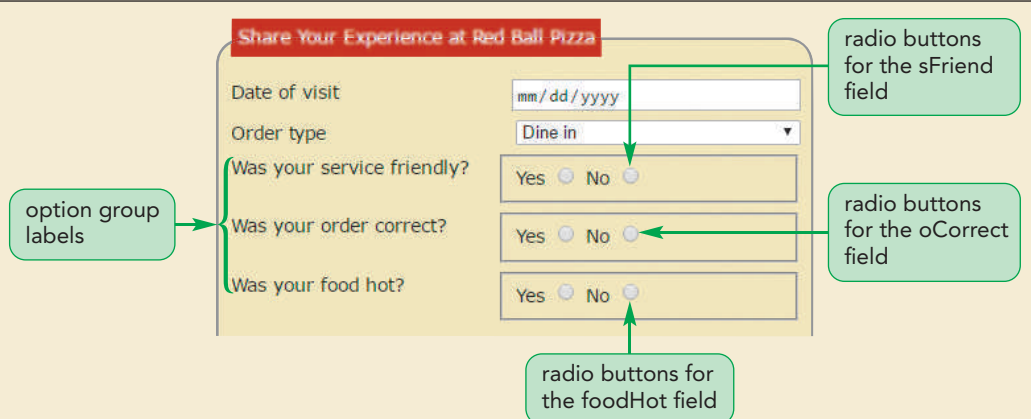 Share Your Experience at Red Ball Pizza
radio buttons
for the sFriend
field
Date of visit
mm/dd/yyyy
Order type
Dine in
Was your service friendly?
Yes No
option group
labels
Was your order correct?
Yes No
radio buttons
for the oCorrect
field
Was your food hot?
Yes No
radio buttons for
the foodHot field